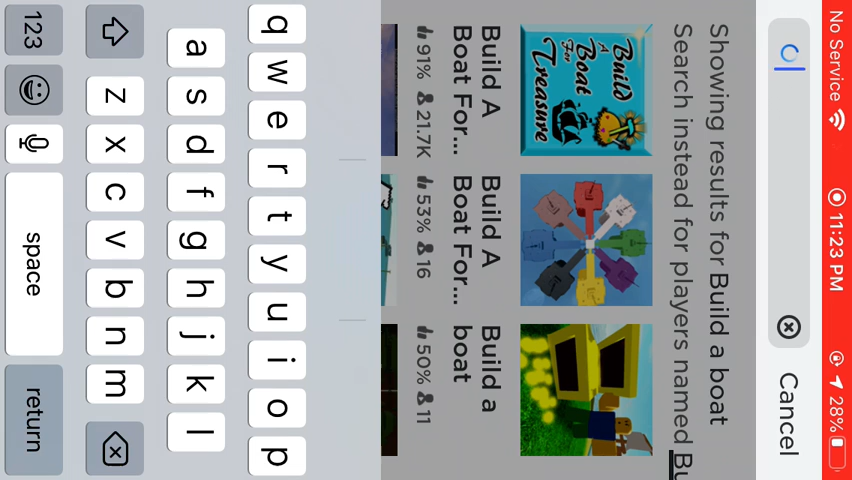 No Service 11:23 PM 28%
Cancel
Showing results for Build a boat
Search instead for players named Bu
Build A Boat For Treasure
Build A
Boat For...
91% 21.7K
Build A
Boat For...
53% 16
Build a
boat
50% 11
q w e r t y u i o p
a s d f g h j k l
z x c v b n m
123 space return